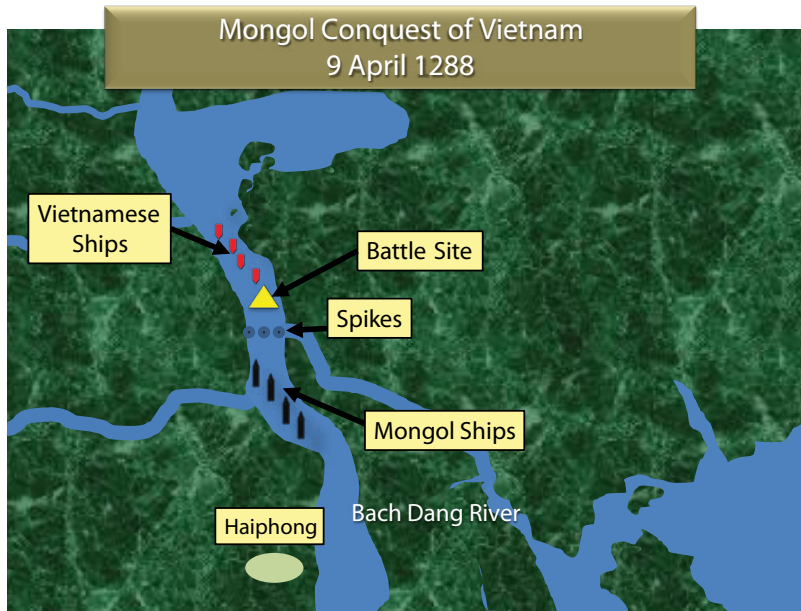 Mongol Conquest of Vietnam
9 April 1288
Vietnamese
Ships
Battle Site
Spikes
Mongol Ships
Bach Dang River
Haiphong